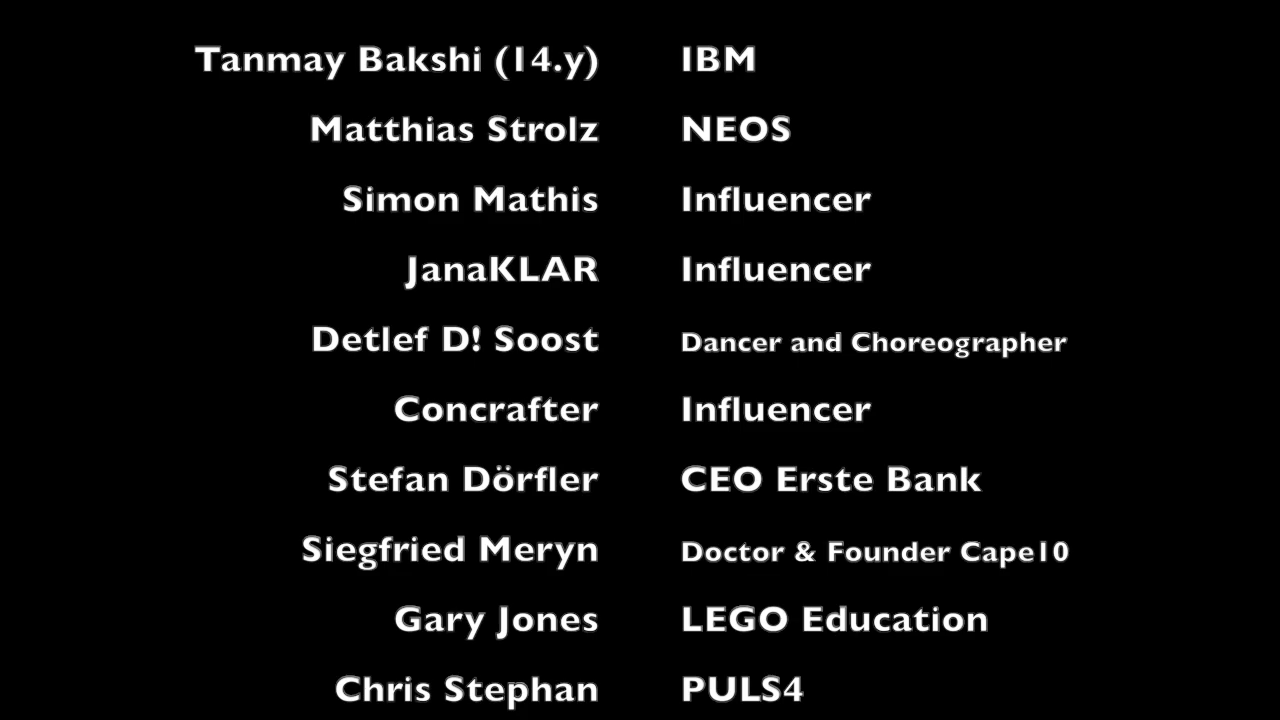 Tanmay Bakshi (14.y) IBM
Matthias Strolz NEOS
Simon Mathis Influencer
JanaKLAR Influencer
Detlef D! Soost Dancer and Choreographer
Concrafter Influencer
Stefan Dörfler CEO Erste Bank
Siegfried Meryn Doctor & Founder Cape10
Gary Jones LEGO Education
Chris Stephan PULS4